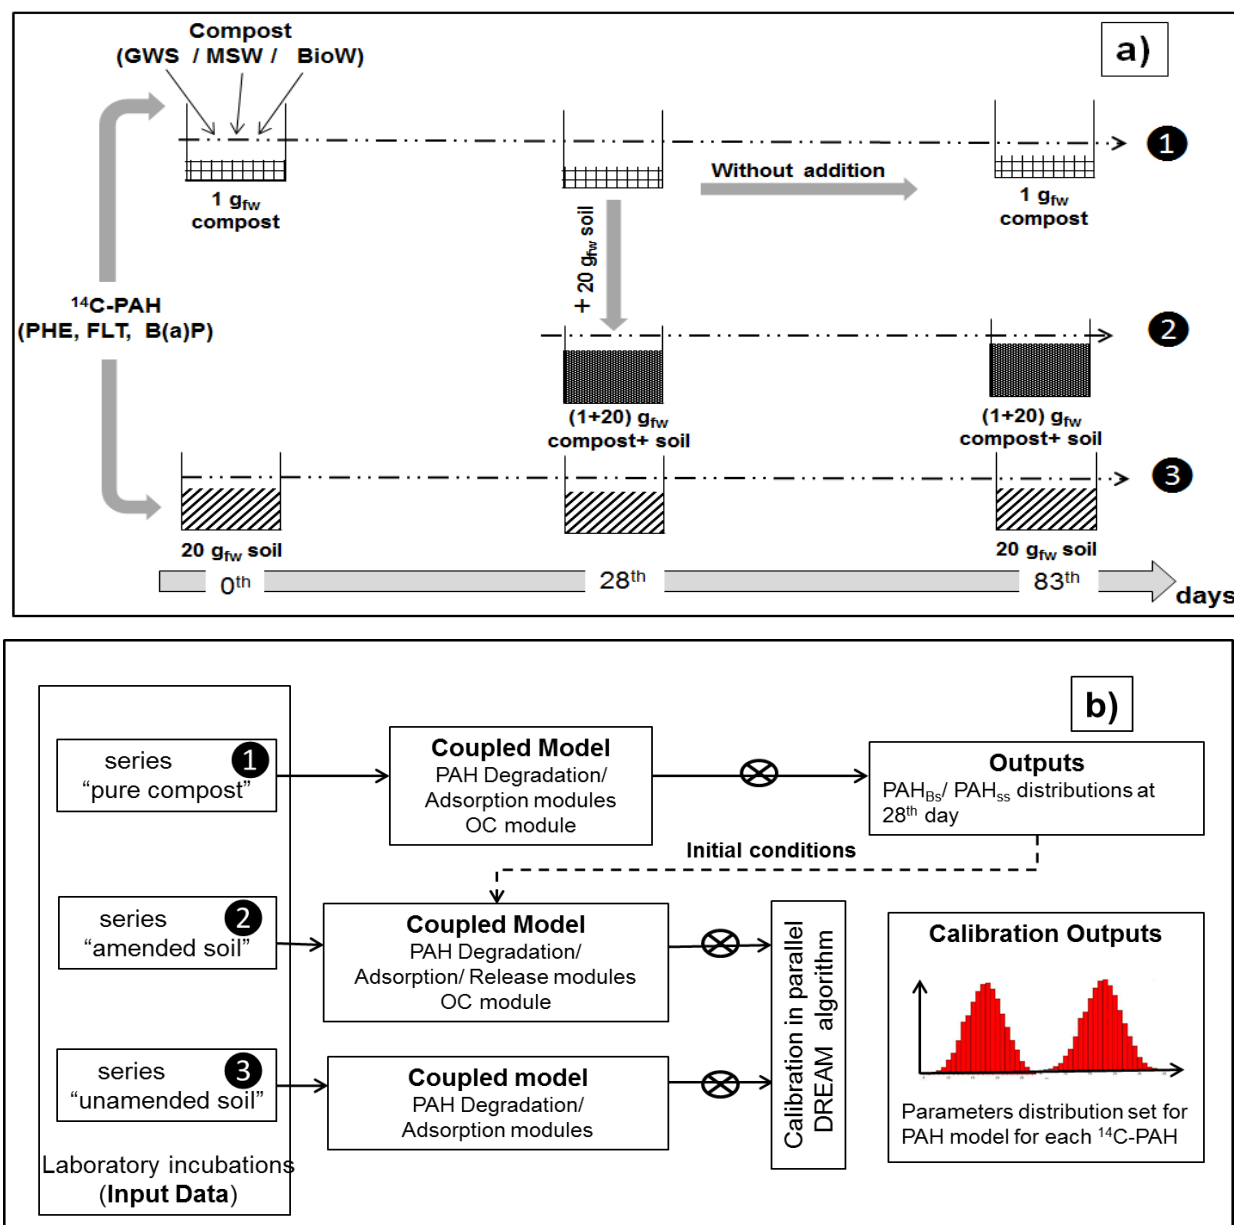 Compost
(GWS / MSW / BioW)
a)
1
1 gfw
compost
Without addition
1 gfw
compost
+ 20 gfw soil
14C-PAH
(PHE, FLT, B(a)P)
2
(1+20) gfw
compost+ soil
(1+20) gfw
compost+ soil
3
20 gfw soil
20 gfw soil
0th
28th
83th
days
b)
series
"pure compost"
1
Coupled Model
PAH Degradation/
Adsorption modules
OC module
Outputs
PAHBs/ PAHss distributions at
28th day
Initial conditions
series
"amended soil"
2
Coupled Model
PAH Degradation/
Adsorption/ Release modules
OC module
series
"unamended soil"
3
Coupled model
PAH Degradation/
Adsorption modules
Calibration in parallel
DREAM algorithm
Calibration Outputs
Parameters distribution set for
PAH model for each 14C-PAH
Laboratory incubations
(Input Data)